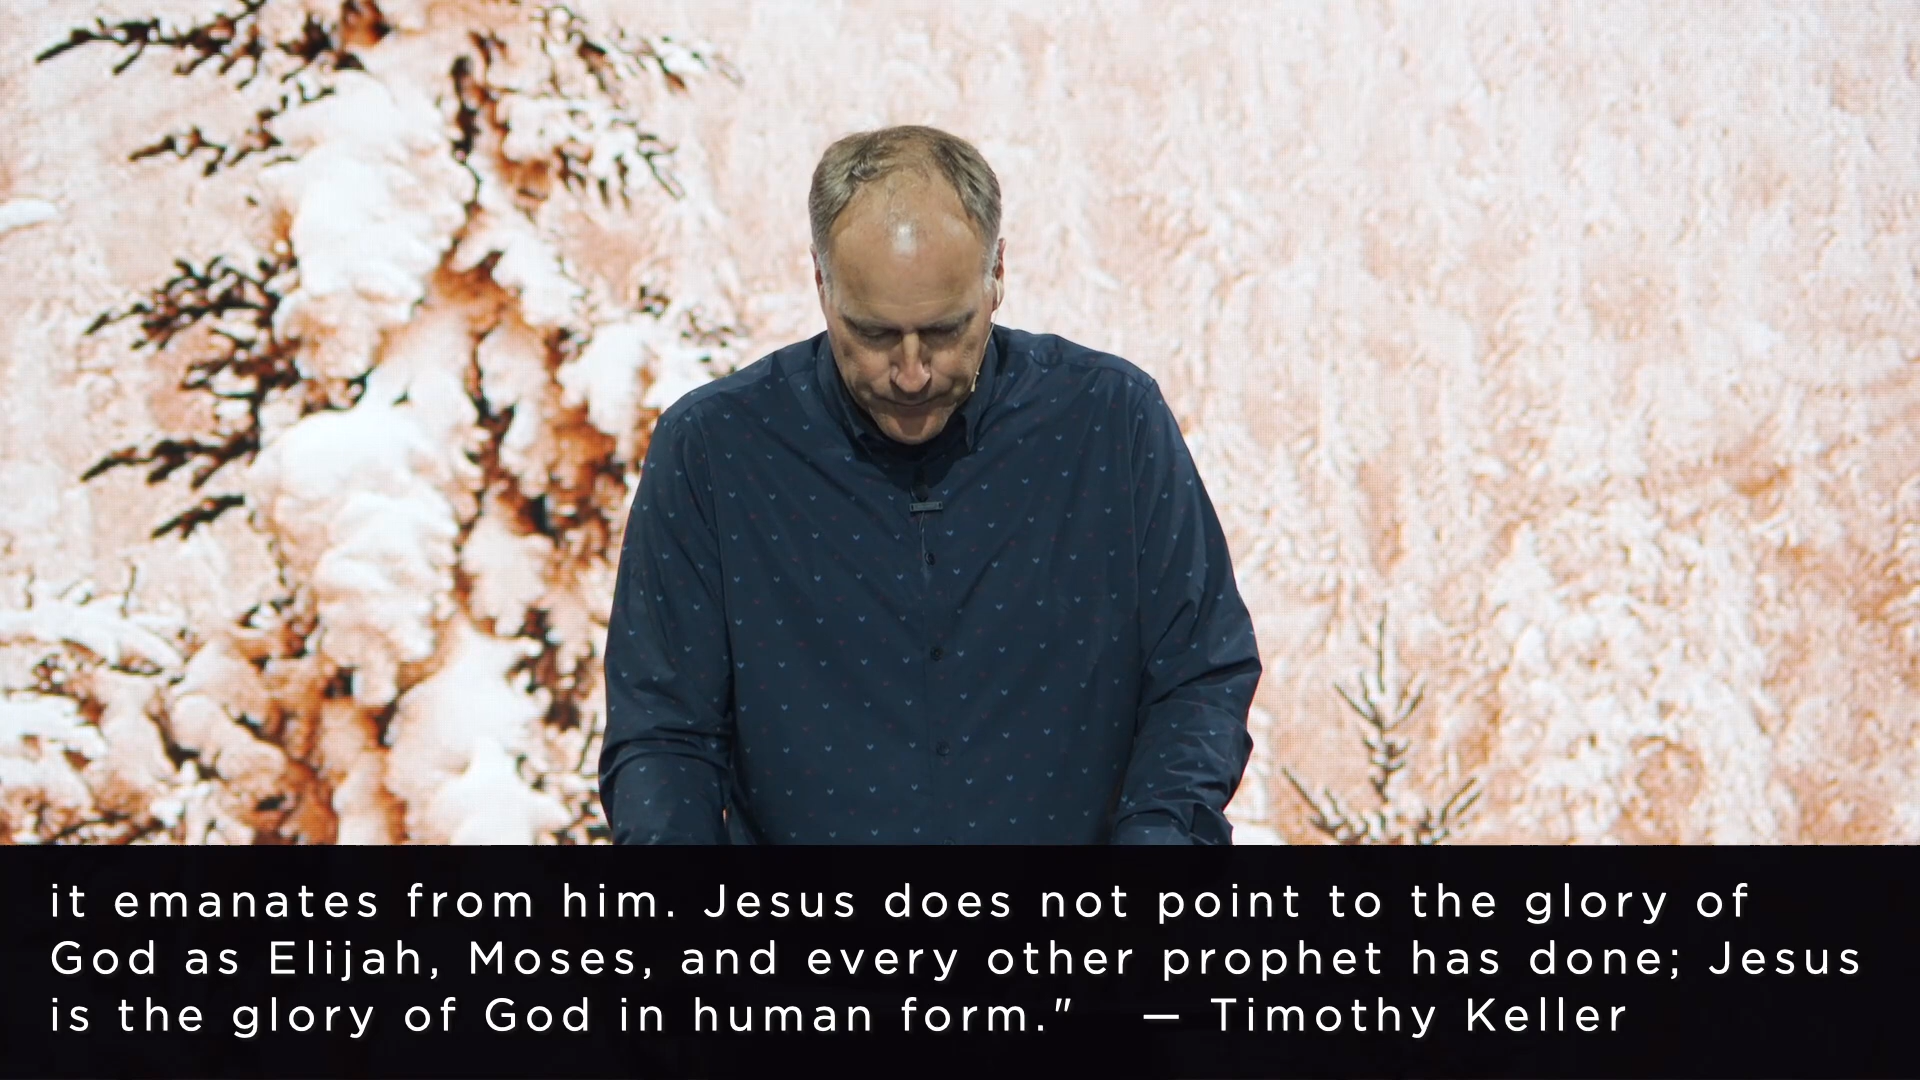 it emanates from him. Jesus does not point to the glory of
God as Elijah, Moses, and every other prophet has done; Jesus
is the glory of God in human form."   — Timothy Keller